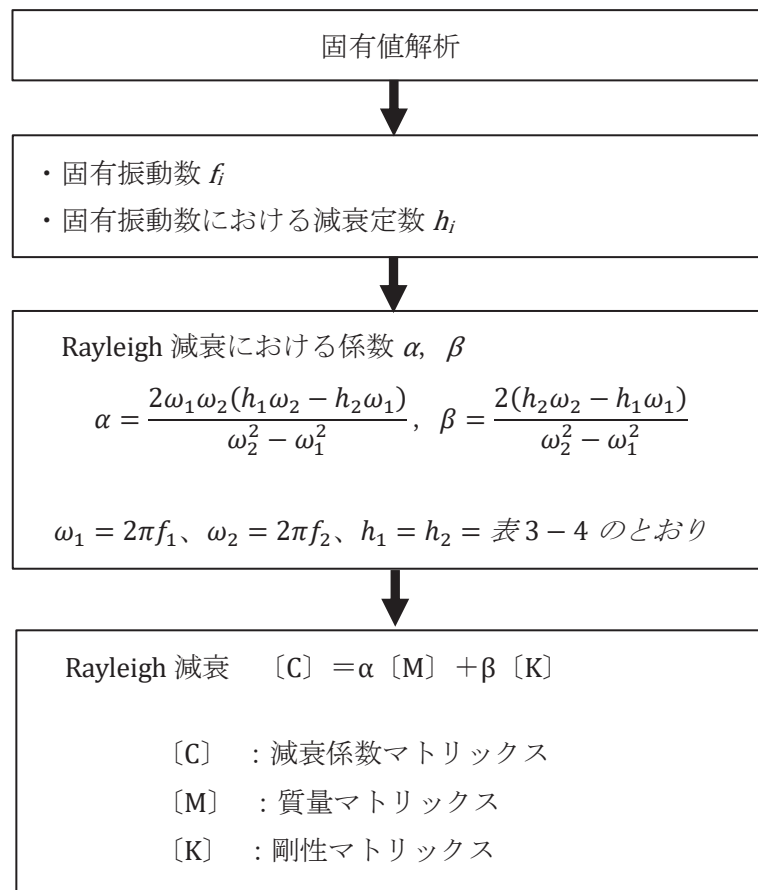 固有値解析
・固有振動数 fᵢ
・固有振動数における減衰定数 hᵢ
Rayleigh 減衰における係数 α, β
α = 2ω₁ω₂(h₁ω₂ − h₂ω₁) / (ω₂² − ω₁²) , β = 2(h₂ω₂ − h₁ω₁) / (ω₂² − ω₁²)
ω₁ = 2πf₁、ω₂ = 2πf₂、h₁ = h₂ = 表 3 − 4 のとおり
Rayleigh 減衰 〔C〕＝α〔M〕＋β〔K〕
〔C〕 ：減衰係数マトリックス
〔M〕 ：質量マトリックス
〔K〕 ：剛性マトリックス